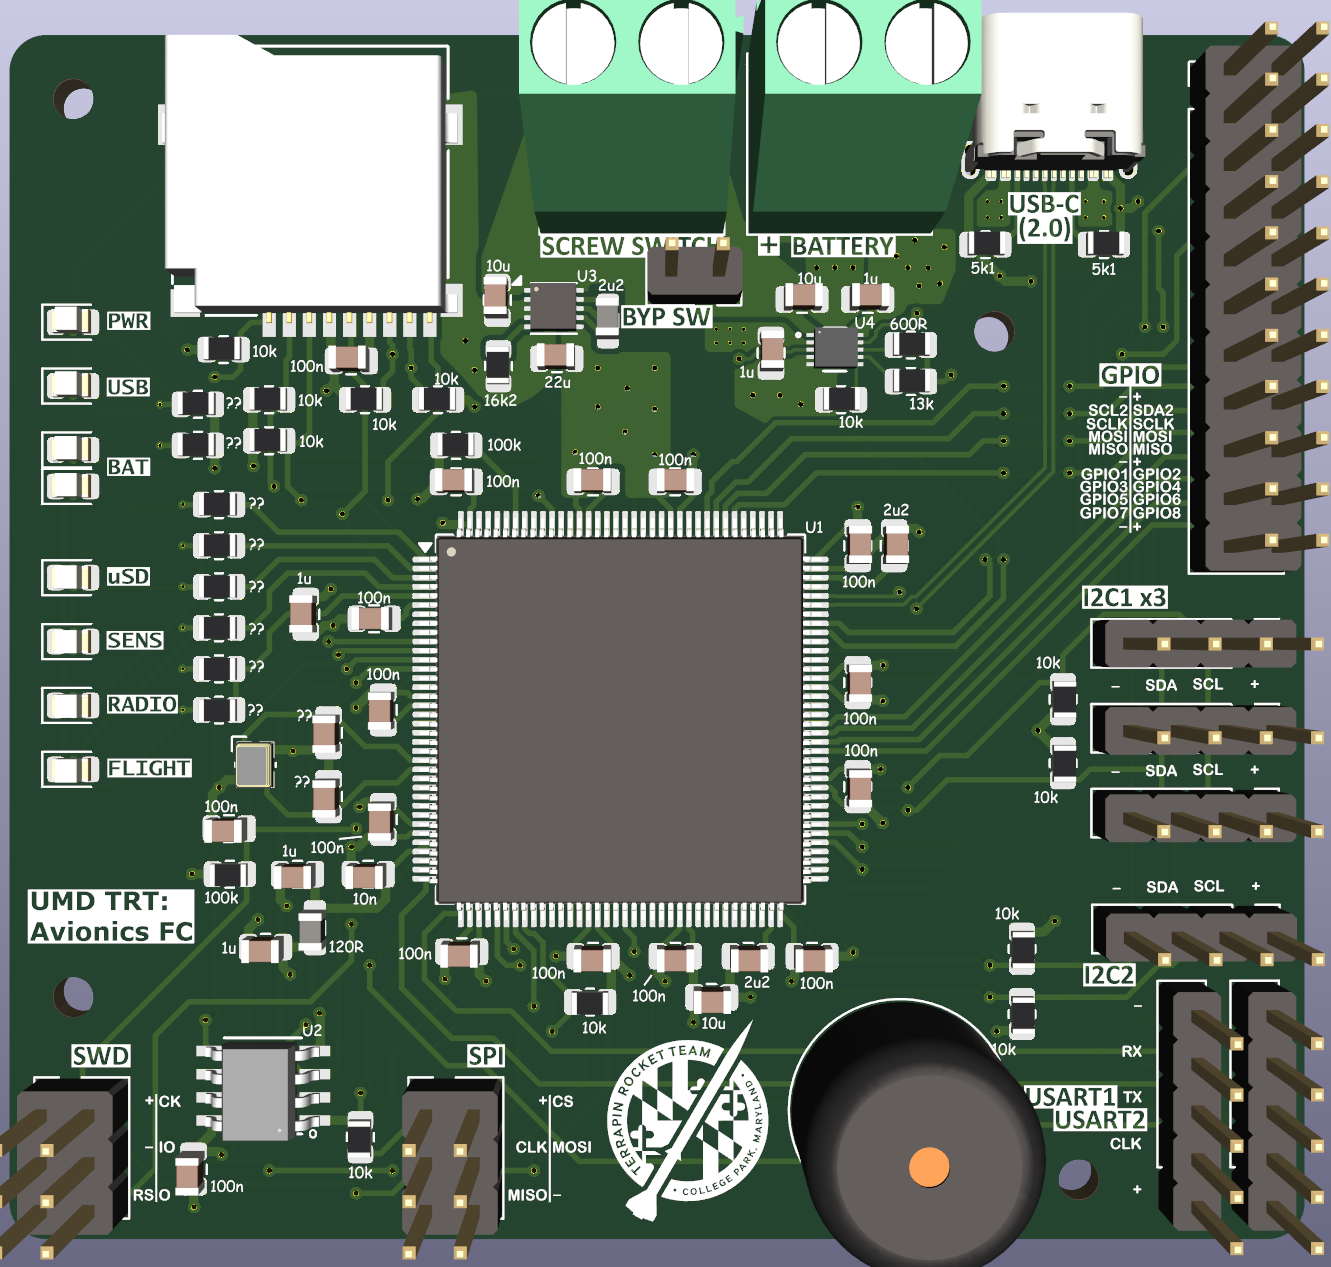 USB-C
(2.0)
SCREW SWITCH
+ BATTERY
5k1
5k1
10u
U3
2u2
10u
1u
BYP SW
U4
600R
PWR
10k
100n
22u
1u
16k2
10k
13k
10k
GPIO
USB
??
10k
10k
- +
SCL2 SDA2
SCLK SCLK
MOSI MOSI
MISO MISO
- +
GPIO1 GPIO2
GPIO3 GPIO4
GPIO5 GPIO6
GPIO7 GPIO8
- +
??
10k
100k
BAT
100n
100n
100n
??
U1
2u2
??
100n
uSD
??
1u
100n
I2C1 x3
SENS
??
10k
- SDA SCL +
??
100n
100n
RADIO
??
??
100n
FLIGHT
- SDA SCL +
??
10k
100n
100n
1u
100k
10n
- SDA SCL +
UMD TRT:
Avionics FC
10k
1u
120R
100n
100n
100n
2u2
100n
I2C2
10k
10u
-
U2
SWD
SPI
10k
RX
TERRAPIN ROCKET TEAM
• COLLEGE PARK, MARYLAND •
+ CK
- IO
RS O
+ CS
CLK MOSI
MISO -
USART1 TX
USART2
CLK
+
10k
100n